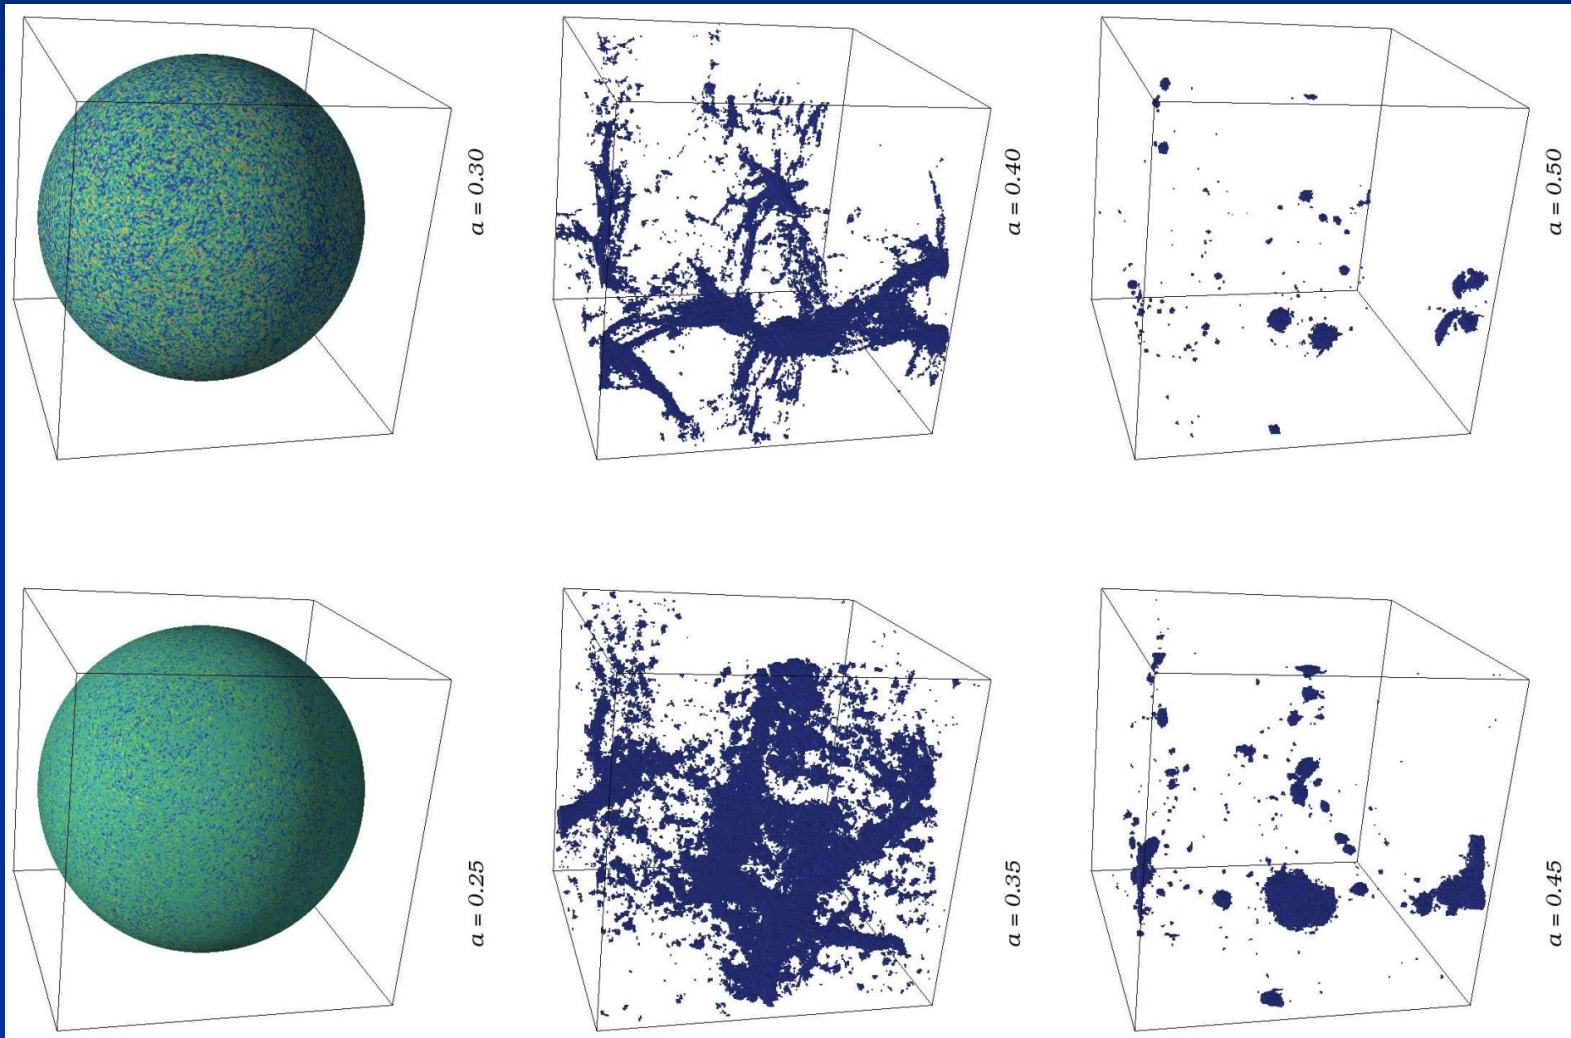 a = 0.25
a = 0.30
a = 0.35
a = 0.40
a = 0.45
a = 0.50